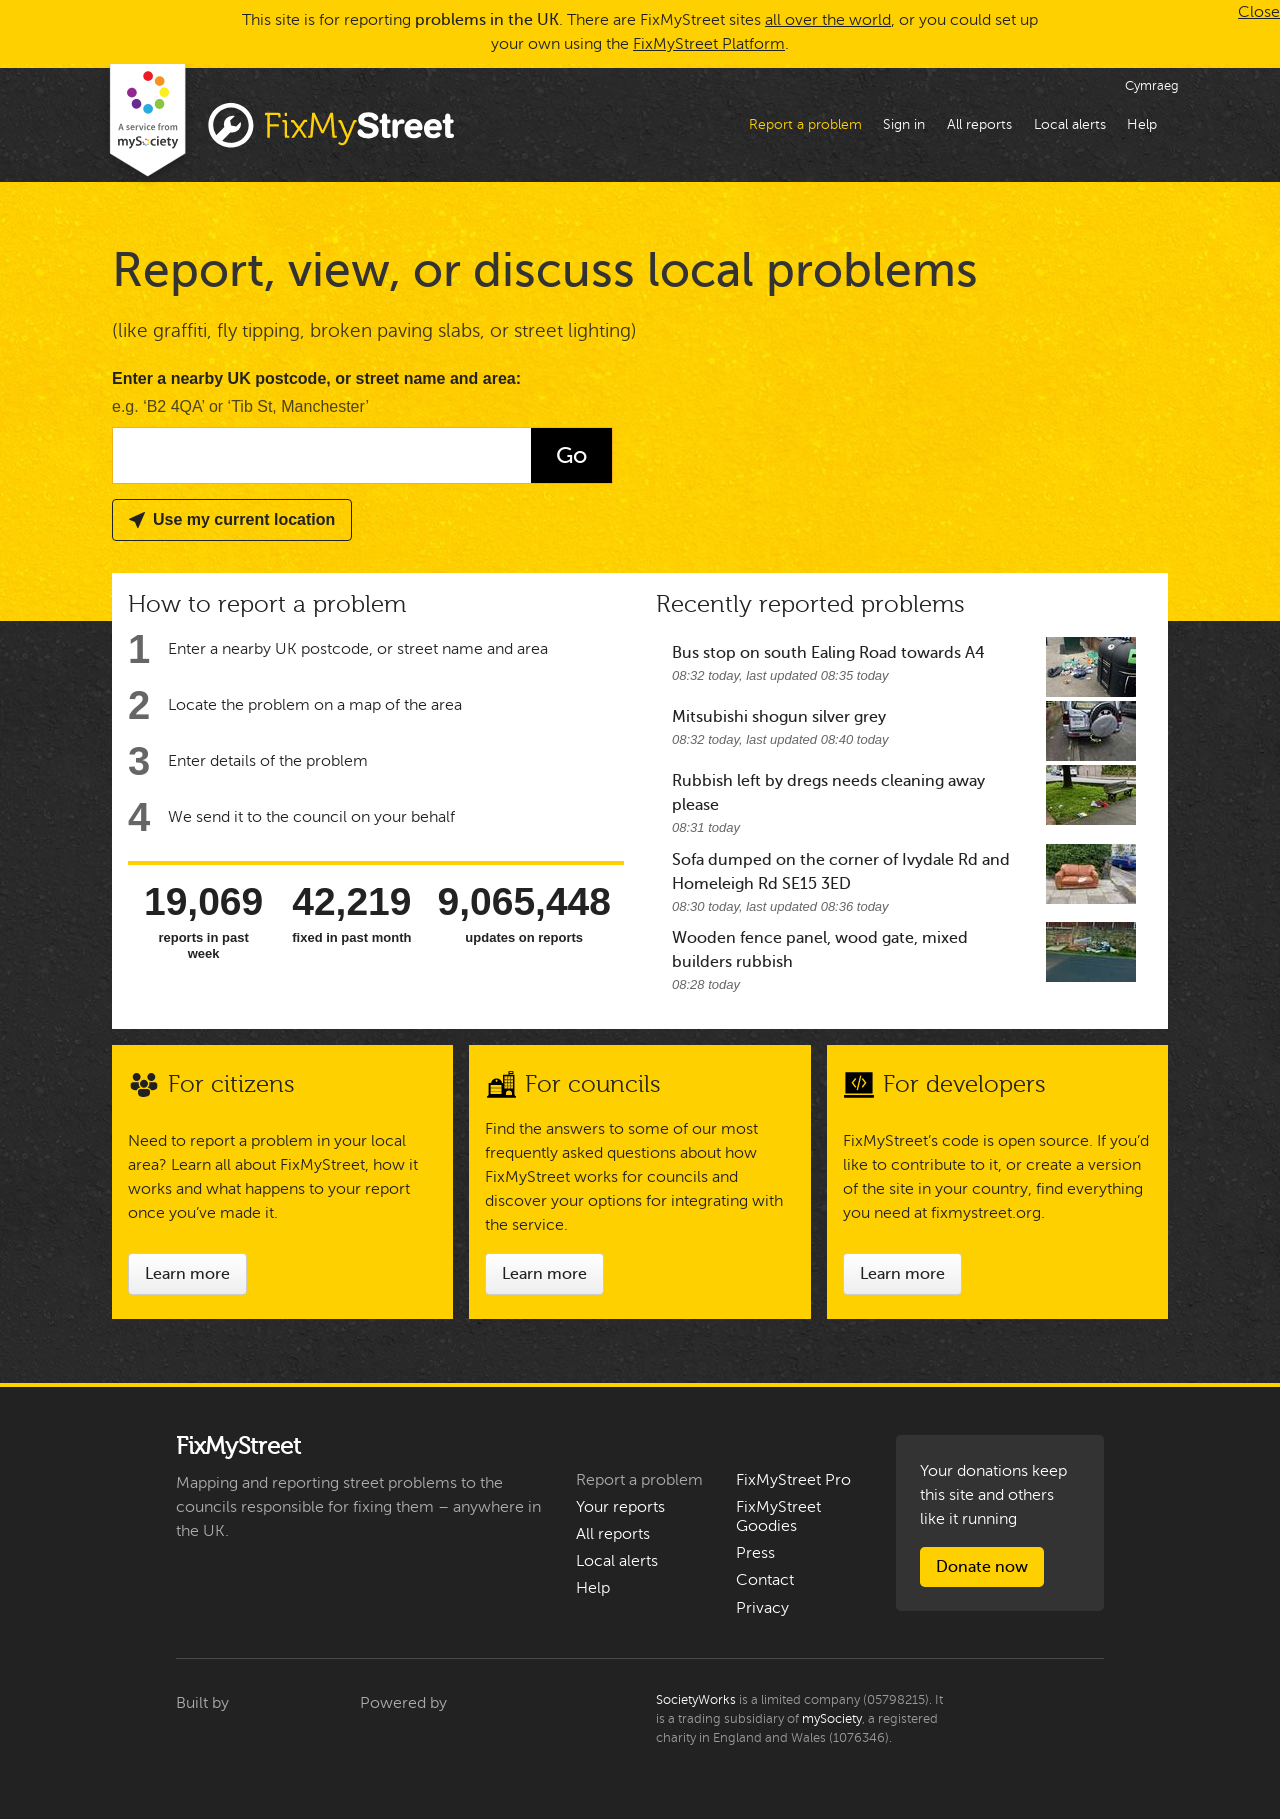 This site is for reporting problems in the UK. There are FixMyStreet sites all over the world, or you could set up
your own using the FixMyStreet Platform.
Close
Cymraeg
A service from
mySociety
FixMyStreet
Report a problem
Sign in
All reports
Local alerts
Help
Report, view, or discuss local problems
(like graffiti, fly tipping, broken paving slabs, or street lighting)
Enter a nearby UK postcode, or street name and area:
e.g. ‘B2 4QA’ or ‘Tib St, Manchester’
Go
Use my current location
How to report a problem
1 Enter a nearby UK postcode, or street name and area
2 Locate the problem on a map of the area
3 Enter details of the problem
4 We send it to the council on your behalf
19,069
reports in past
week
42,219
fixed in past month
9,065,448
updates on reports
Recently reported problems
Bus stop on south Ealing Road towards A4
08:32 today, last updated 08:35 today
Mitsubishi shogun silver grey
08:32 today, last updated 08:40 today
Rubbish left by dregs needs cleaning away
please
08:31 today
Sofa dumped on the corner of Ivydale Rd and
Homeleigh Rd SE15 3ED
08:30 today, last updated 08:36 today
Wooden fence panel, wood gate, mixed
builders rubbish
08:28 today
For citizens
Need to report a problem in your local
area? Learn all about FixMyStreet, how it
works and what happens to your report
once you’ve made it.
Learn more
For councils
Find the answers to some of our most
frequently asked questions about how
FixMyStreet works for councils and
discover your options for integrating with
the service.
Learn more
For developers
FixMyStreet’s code is open source. If you’d
like to contribute to it, or create a version
of the site in your country, find everything
you need at fixmystreet.org.
Learn more
FixMyStreet
Mapping and reporting street problems to the
councils responsible for fixing them – anywhere in
the UK.
Report a problem
Your reports
All reports
Local alerts
Help
FixMyStreet Pro
FixMyStreet
Goodies
Press
Contact
Privacy
Your donations keep
this site and others
like it running
Donate now
Built by
Powered by
SocietyWorks is a limited company (05798215). It
is a trading subsidiary of mySociety, a registered
charity in England and Wales (1076346).